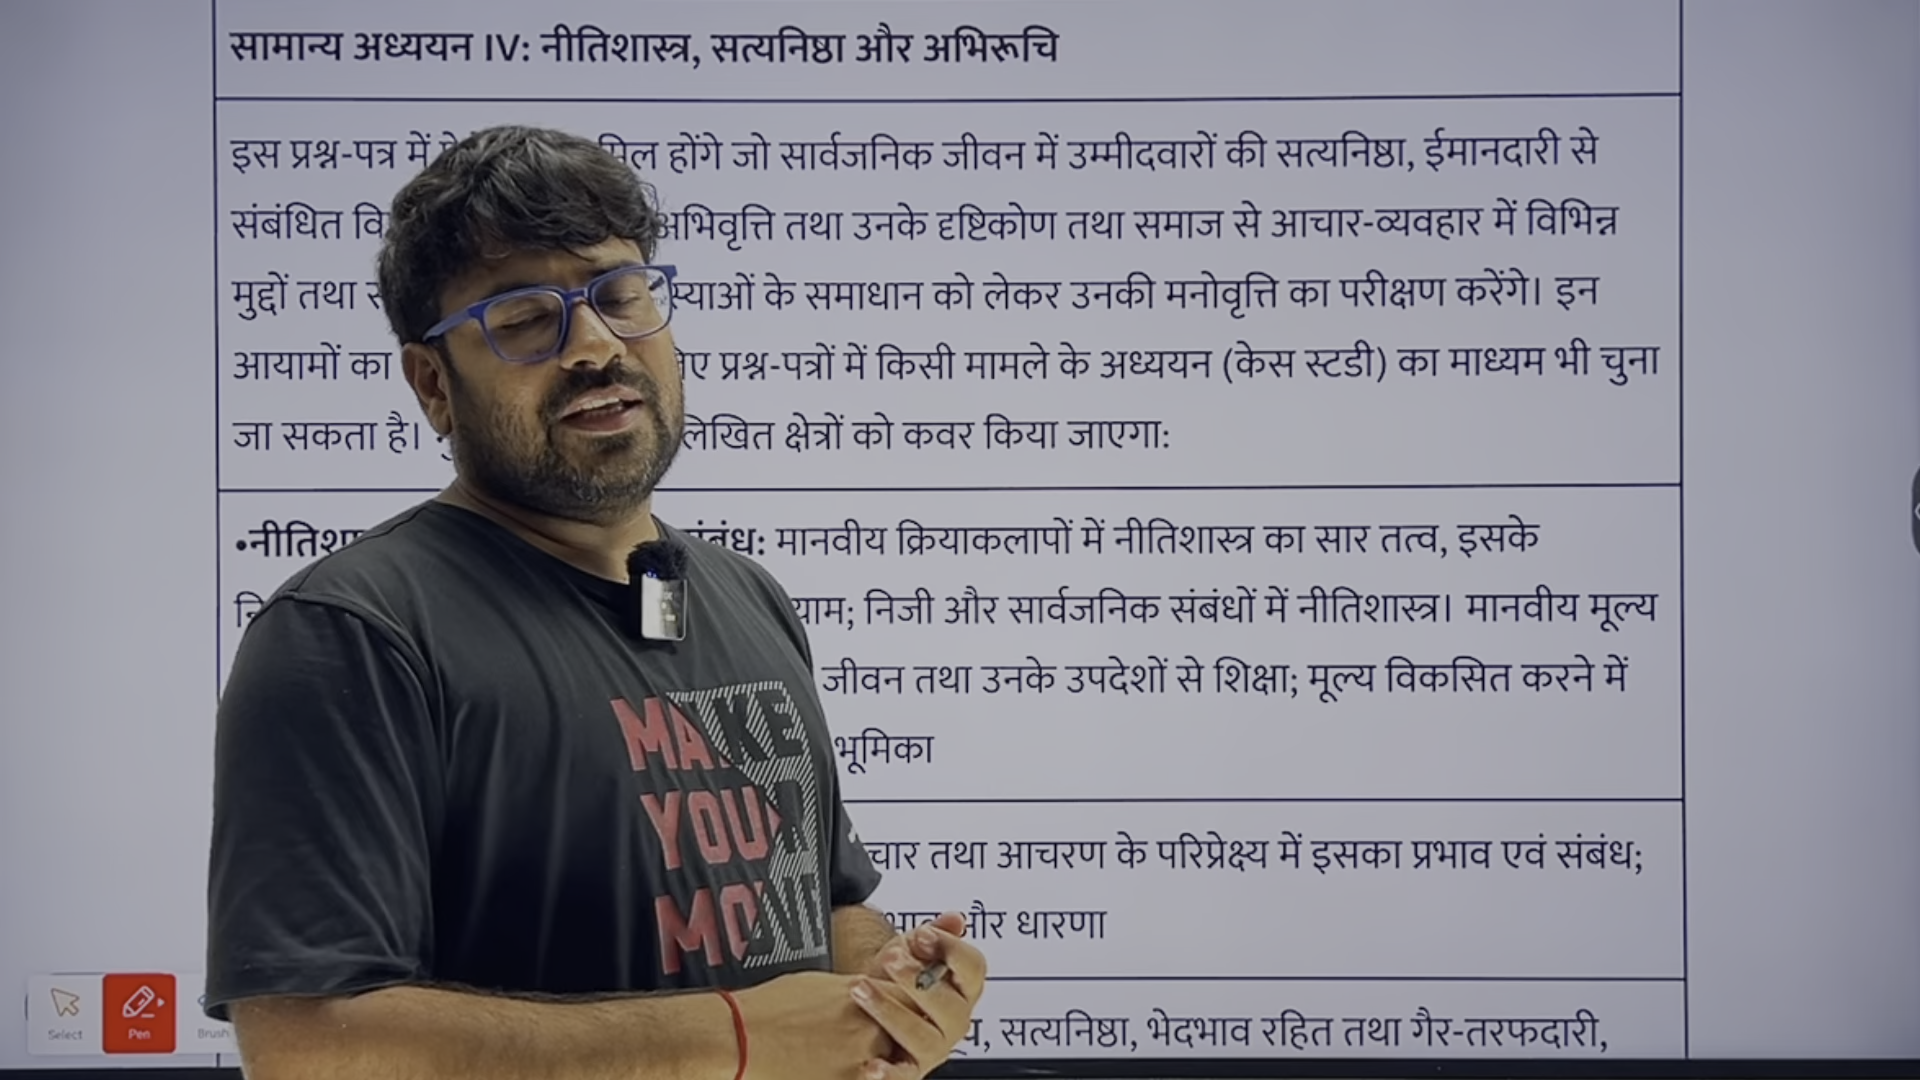 सामान्य अध्ययन IV: नीतिशास्त्र, सत्यनिष्ठा और अभिरूचि
इस प्रश्न-पत्र में होंगे जो सार्वजनिक जीवन में उम्मीदवारों की सत्यनिष्ठा, ईमानदारी से
संबंधित अभिवृत्ति तथा उनके दृष्टिकोण तथा समाज से आचार-व्यवहार में विभिन्न
मुद्दों तथा के समाधान को लेकर उनकी मनोवृत्ति का परीक्षण करेंगे। इन
आयामों का प्रश्न-पत्रों में किसी मामले के अध्ययन (केस स्टडी) का माध्यम भी चुना
जा सकता है। क्षेत्रों को कवर किया जाएगा:
मानवीय क्रियाकलापों में नीतिशास्त्र का सार तत्व, इसके
निजी और सार्वजनिक संबंधों में नीतिशास्त्र। मानवीय मूल्य
जीवन तथा उनके उपदेशों से शिक्षा; मूल्य विकसित करने में
भूमिका
तथा आचरण के परिप्रेक्ष्य में इसका प्रभाव एवं संबंध;
और धारणा
सत्यनिष्ठा, भेदभाव रहित तथा गैर-तरफदारी,
MAKE
YOUR
MOVE
Select
Pen
Brush